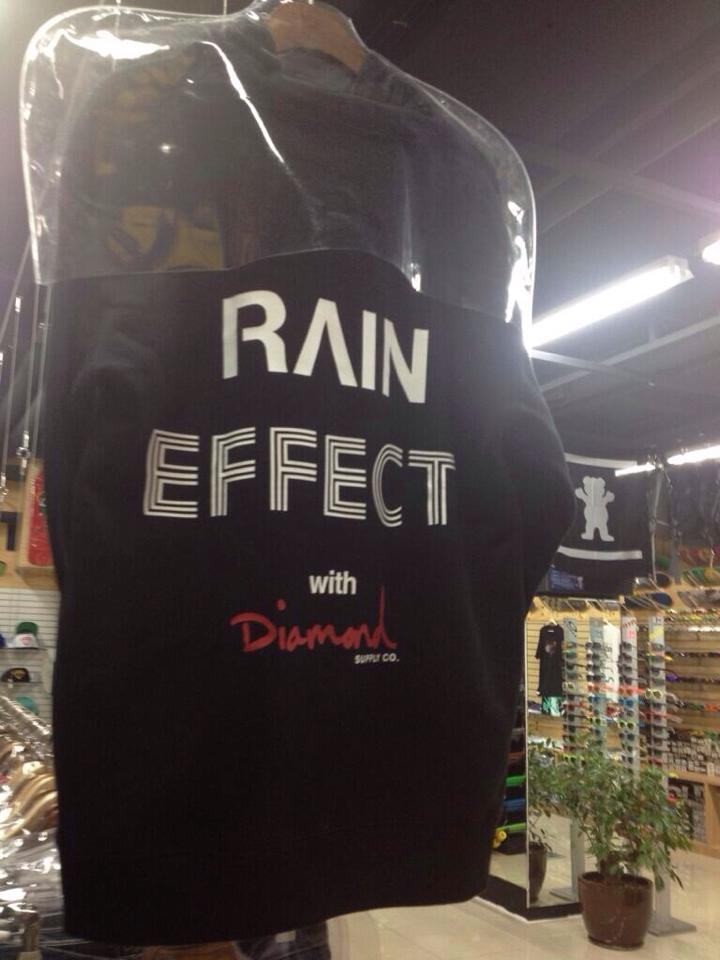 RAIN
EFFECT
with
Diamond
SUPPLY CO.